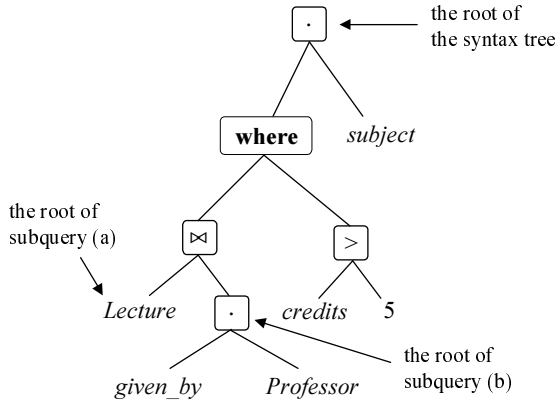 .
the root of
the syntax tree
where
subject
the root of
subquery (a)
⋈
>
Lecture
.
credits
5
the root of
subquery (b)
given_by
Professor